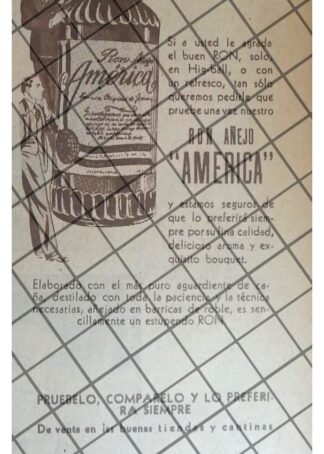 Ron Añejo
América
Si a usted le agrada
el buen RON, solo,
en Hig-ball, o con
un refresco, tan sólo
queremos pedirle que
pruebe una vez nuestro
RON AÑEJO
"AMERICA"
y estamos seguros de
que lo preferirá siem-
pre por su fina calidad,
delicioso aroma y ex-
quisito bouquet.
Elaborado con el más puro aguardiente de ca-
ña, destilado con toda la paciencia y la técnica
necesarias, añejado en barricas de roble, es sen-
cillamente un estupendo RON.
PRUEBELO, COMPARELO Y LO PREFERI-
RA SIEMPRE
De venta en las buenas tiendas y cantinas